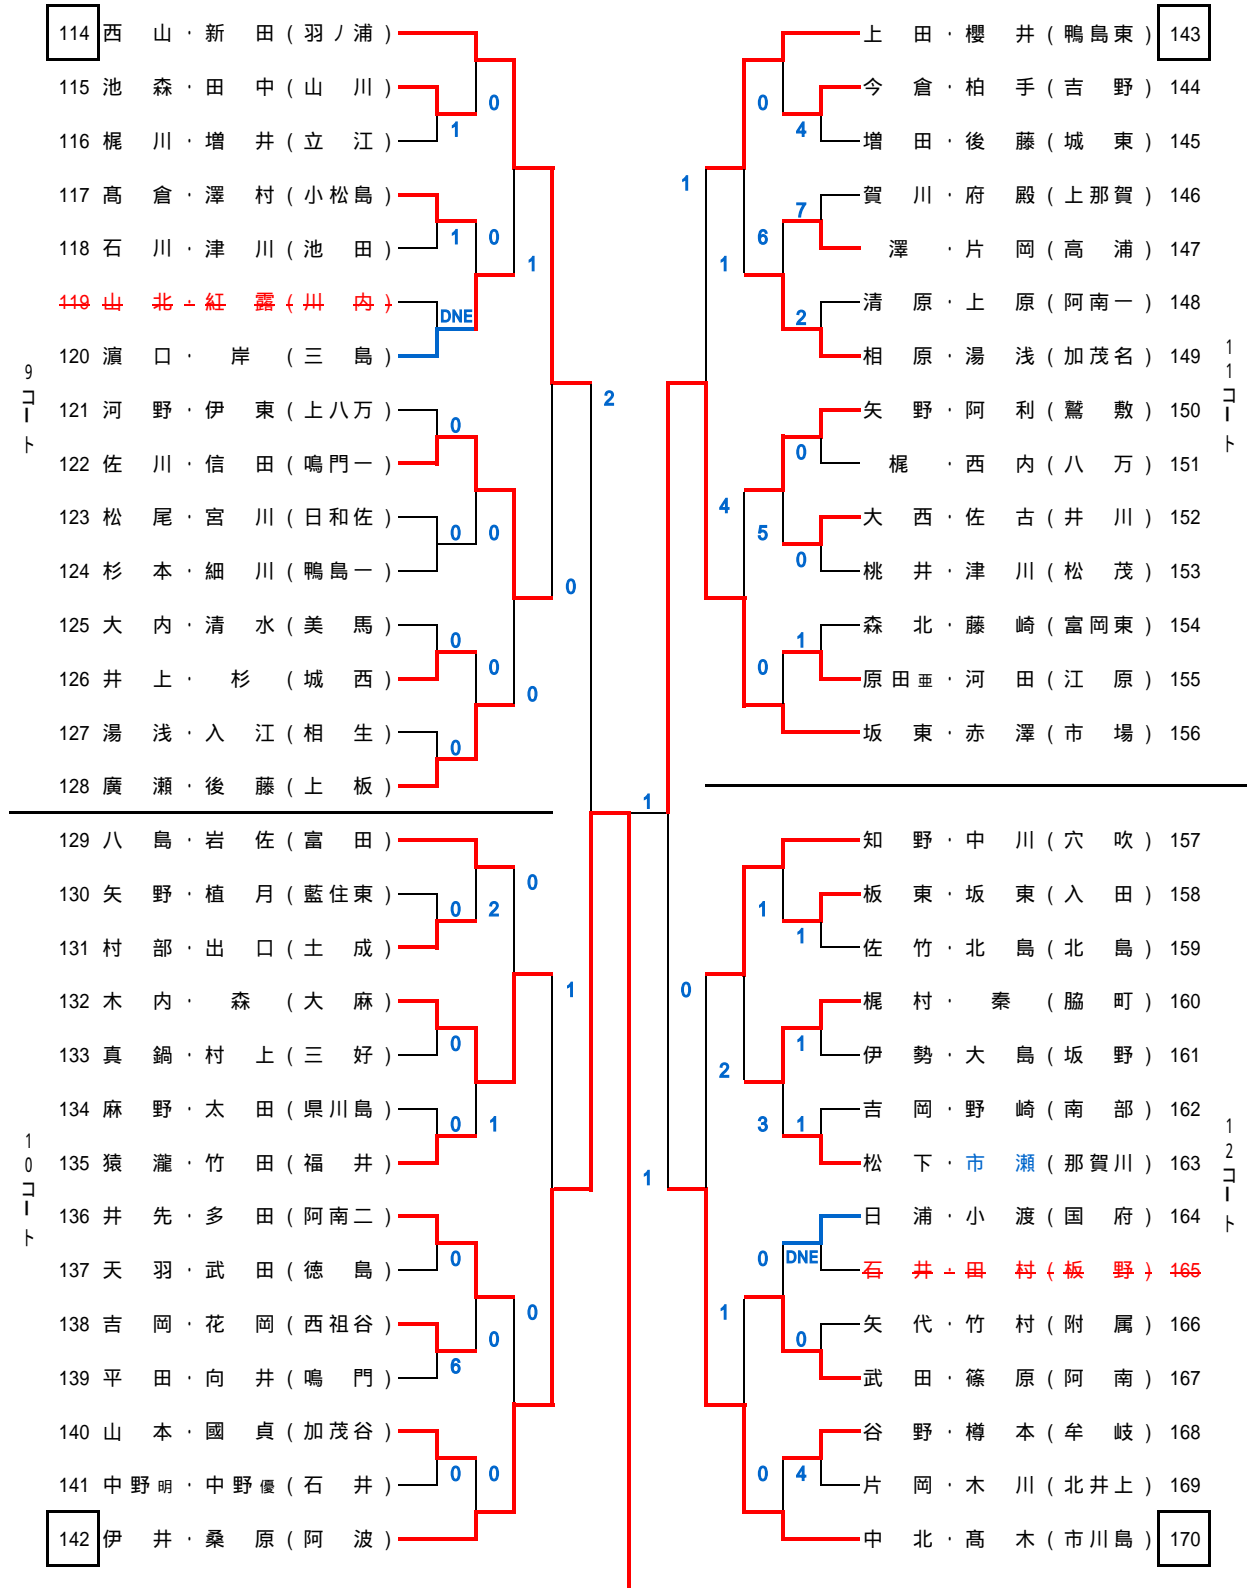 114 西山・新田(羽ノ浦)
115 池森・田中(山川)
116 梶川・増井(立江)
117 髙倉・澤村(小松島)
118 石川・津川(池田)
119 山北・紅露(川内)
120 濵口・岸(三島)
121 河野・伊東(上八万)
122 佐川・信田(鳴門一)
123 松尾・宮川(日和佐)
124 杉本・細川(鴨島一)
125 大内・清水(美馬)
126 井上・杉(城西)
127 湯浅・入江(相生)
128 廣瀬・後藤(上板)
9コート
0
1
1
0
1
DNE
0
0
0
0
0
0
0
0
2
129 八島・岩佐(富田)
130 矢野・植月(藍住東)
131 村部・出口(土成)
132 木内・森(大麻)
133 真鍋・村上(三好)
134 麻野・太田(県川島)
135 猿瀧・竹田(福井)
136 井先・多田(阿南二)
137 天羽・武田(徳島)
138 吉岡・花岡(西祖谷)
139 平田・向井(鳴門)
140 山本・國貞(加茂谷)
141 中野明・中野優(石井)
142 伊井・桑原(阿波)
10コート
0
0
2
1
0
0
1
0
0
0
6
0
0
1
1
上田・櫻井(鴨島東) 143
今倉・柏手(吉野) 144
増田・後藤(城東) 145
賀川・府殿(上那賀) 146
澤・片岡(高浦) 147
清原・上原(阿南一) 148
相原・湯浅(加茂名) 149
矢野・阿利(鷲敷) 150
梶・西内(八万) 151
大西・佐古(井川) 152
桃井・津川(松茂) 153
森北・藤崎(富岡東) 154
原田亜・河田(江原) 155
坂東・赤澤(市場) 156
11コート
0
4
1
7
6
1
2
0
4
5
0
1
0
知野・中川(穴吹) 157
板東・坂東(入田) 158
佐竹・北島(北島) 159
梶村・秦(脇町) 160
伊勢・大島(坂野) 161
吉岡・野崎(南部) 162
松下・市瀬(那賀川) 163
日浦・小渡(国府) 164
石井・田村(板野) 165
矢代・竹村(附属) 166
武田・篠原(阿南) 167
谷野・樽本(牟岐) 168
片岡・木川(北井上) 169
中北・髙木(市川島) 170
12コート
1
1
0
1
2
3
1
0
DNE
1
0
0
4